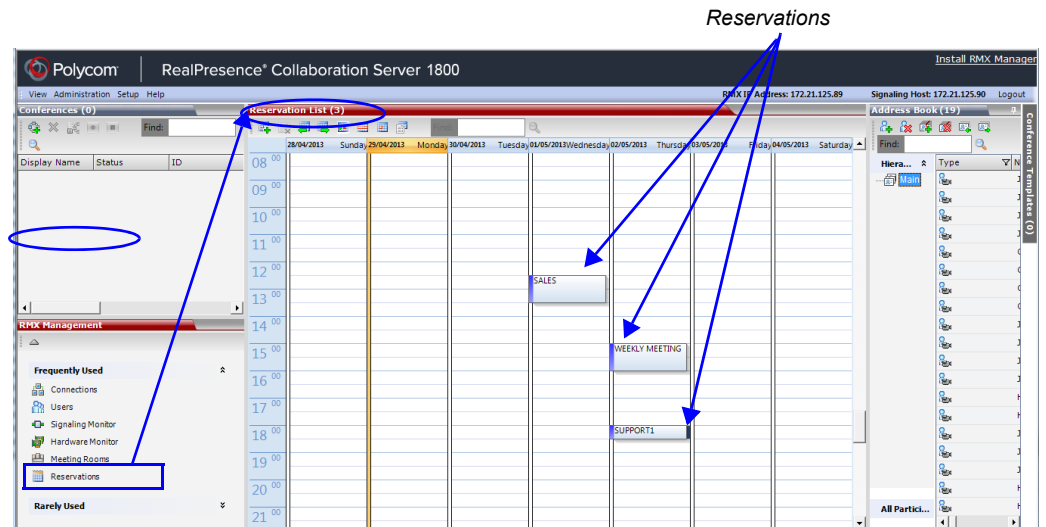 Reservations
Polycom® RealPresence® Collaboration Server 1800
Install RMX Manager
View Administration Setup Help
RMX IP Address: 172.21.125.89 Signaling Host: 172.21.125.90 Logout
Conferences (0)
Find:
Display Name Status ID
Reservation List (3)
28/04/2013 Sunday 29/04/2013 Monday 30/04/2013 Tuesday 01/05/2013 Wednesday 02/05/2013 Thursday 03/05/2013 Friday 04/05/2013 Saturday
08 00
09 00
10 00
11 00
12 00
SALES
13 00
14 00
15 00
WEEKLY MEETING
16 00
17 00
18 00
SUPPORT1
19 00
20 00
21 00
Address Book (19)
Find:
Hiera... Type N
Main
All Partici...
Conference Templates (0)
RMX Management
Frequently Used
Connections
Users
Signaling Monitor
Hardware Monitor
Meeting Rooms
Reservations
Rarely Used